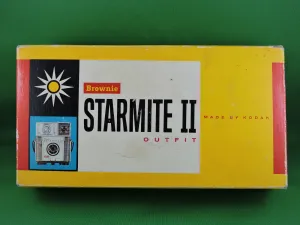 Brownie
STARMITE II
OUTFIT
MADE BY KODAK